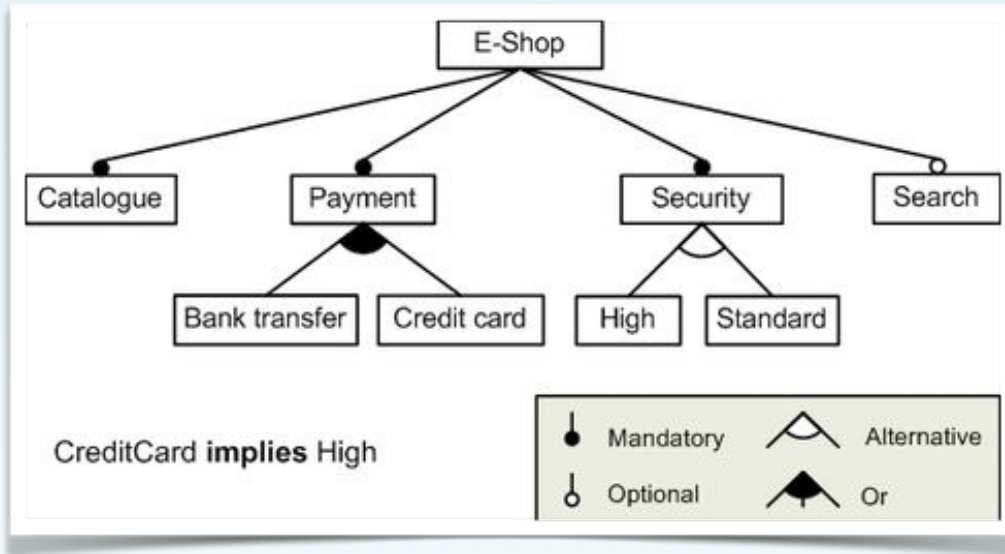 E-Shop
Catalogue
Payment
Security
Search
Bank transfer
Credit card
High
Standard
CreditCard implies High
Mandatory
Alternative
Optional
Or